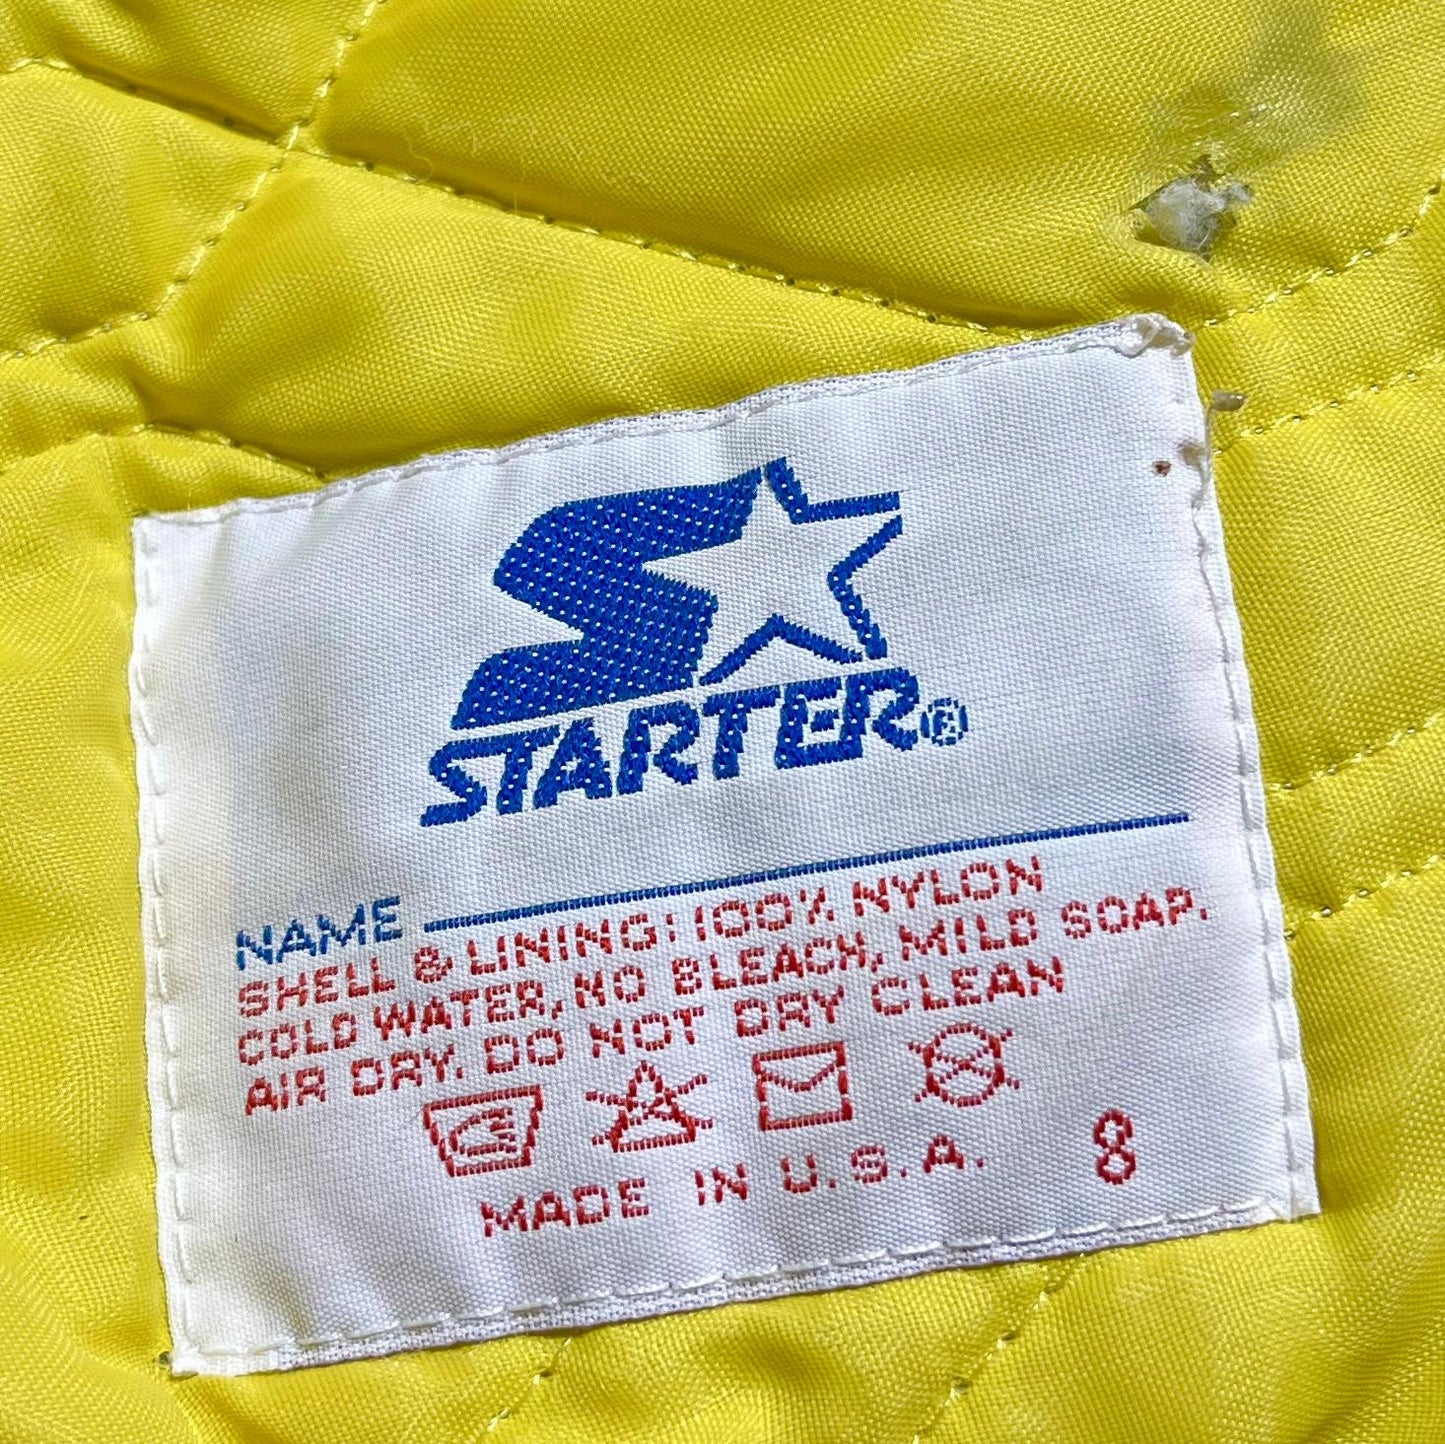 STARTER®
NAME
SHELL & LINING: 100% NYLON
COLD WATER, NO BLEACH, MILD SOAP.
AIR DRY. DO NOT DRY CLEAN
MADE IN U.S.A. 8